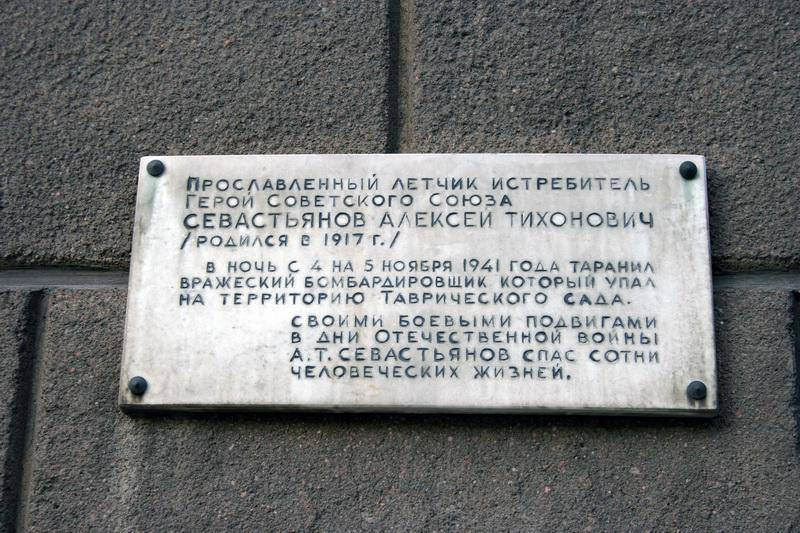 ПРОСЛАВЛЕННЫЙ ЛЕТЧИК ИСТРЕБИТЕЛЬ
ГЕРОЙ СОВЕТСКОГО СОЮЗА
СЕВАСТЬЯНОВ АЛЕКСЕЙ ТИХОНОВИЧ
/РОДИЛСЯ В 1917 Г./
В НОЧЬ С 4 НА 5 НОЯБРЯ 1941 ГОДА ТАРАНИЛ
ВРАЖЕСКИЙ БОМБАРДИРОВЩИК КОТОРЫЙ УПАЛ
НА ТЕРРИТОРИЮ ТАВРИЧЕСКОГО САДА.
СВОИМИ БОЕВЫМИ ПОДВИГАМИ
В ДНИ ОТЕЧЕСТВЕННОЙ ВОЙНЫ
А.Т. СЕВАСТЬЯНОВ СПАС СОТНИ
ЧЕЛОВЕЧЕСКИХ ЖИЗНЕЙ.